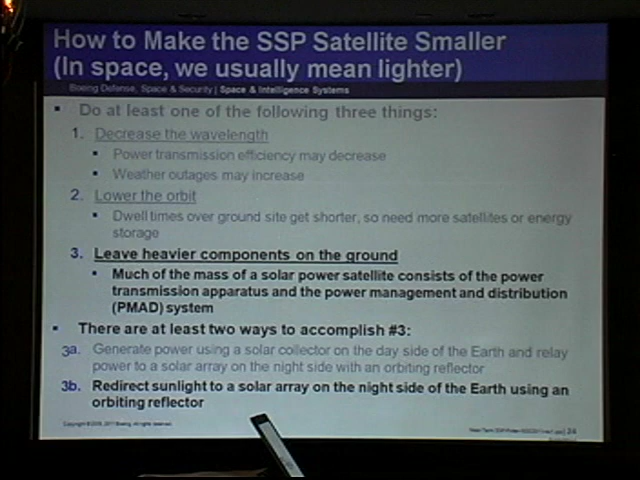 How to Make the SSP Satellite Smaller
(In space, we usually mean lighter)
Boeing Defense, Space & Security | Space & Intelligence Systems
▪ Do at least one of the following three things:
1. Decrease the wavelength
▪ Power transmission efficiency may decrease
▪ Weather outages may increase
2. Lower the orbit
▪ Dwell times over ground site get shorter, so need more satellites or energy
storage
3. Leave heavier components on the ground
▪ Much of the mass of a solar power satellite consists of the power
transmission apparatus and the power management and distribution
(PMAD) system
▪ There are at least two ways to accomplish #3:
3a. Generate power using a solar collector on the day side of the Earth and relay
power to a solar array on the night side with an orbiting reflector
3b. Redirect sunlight to a solar array on the night side of the Earth using an
orbiting reflector
Boeing. All rights reserved.
| 24